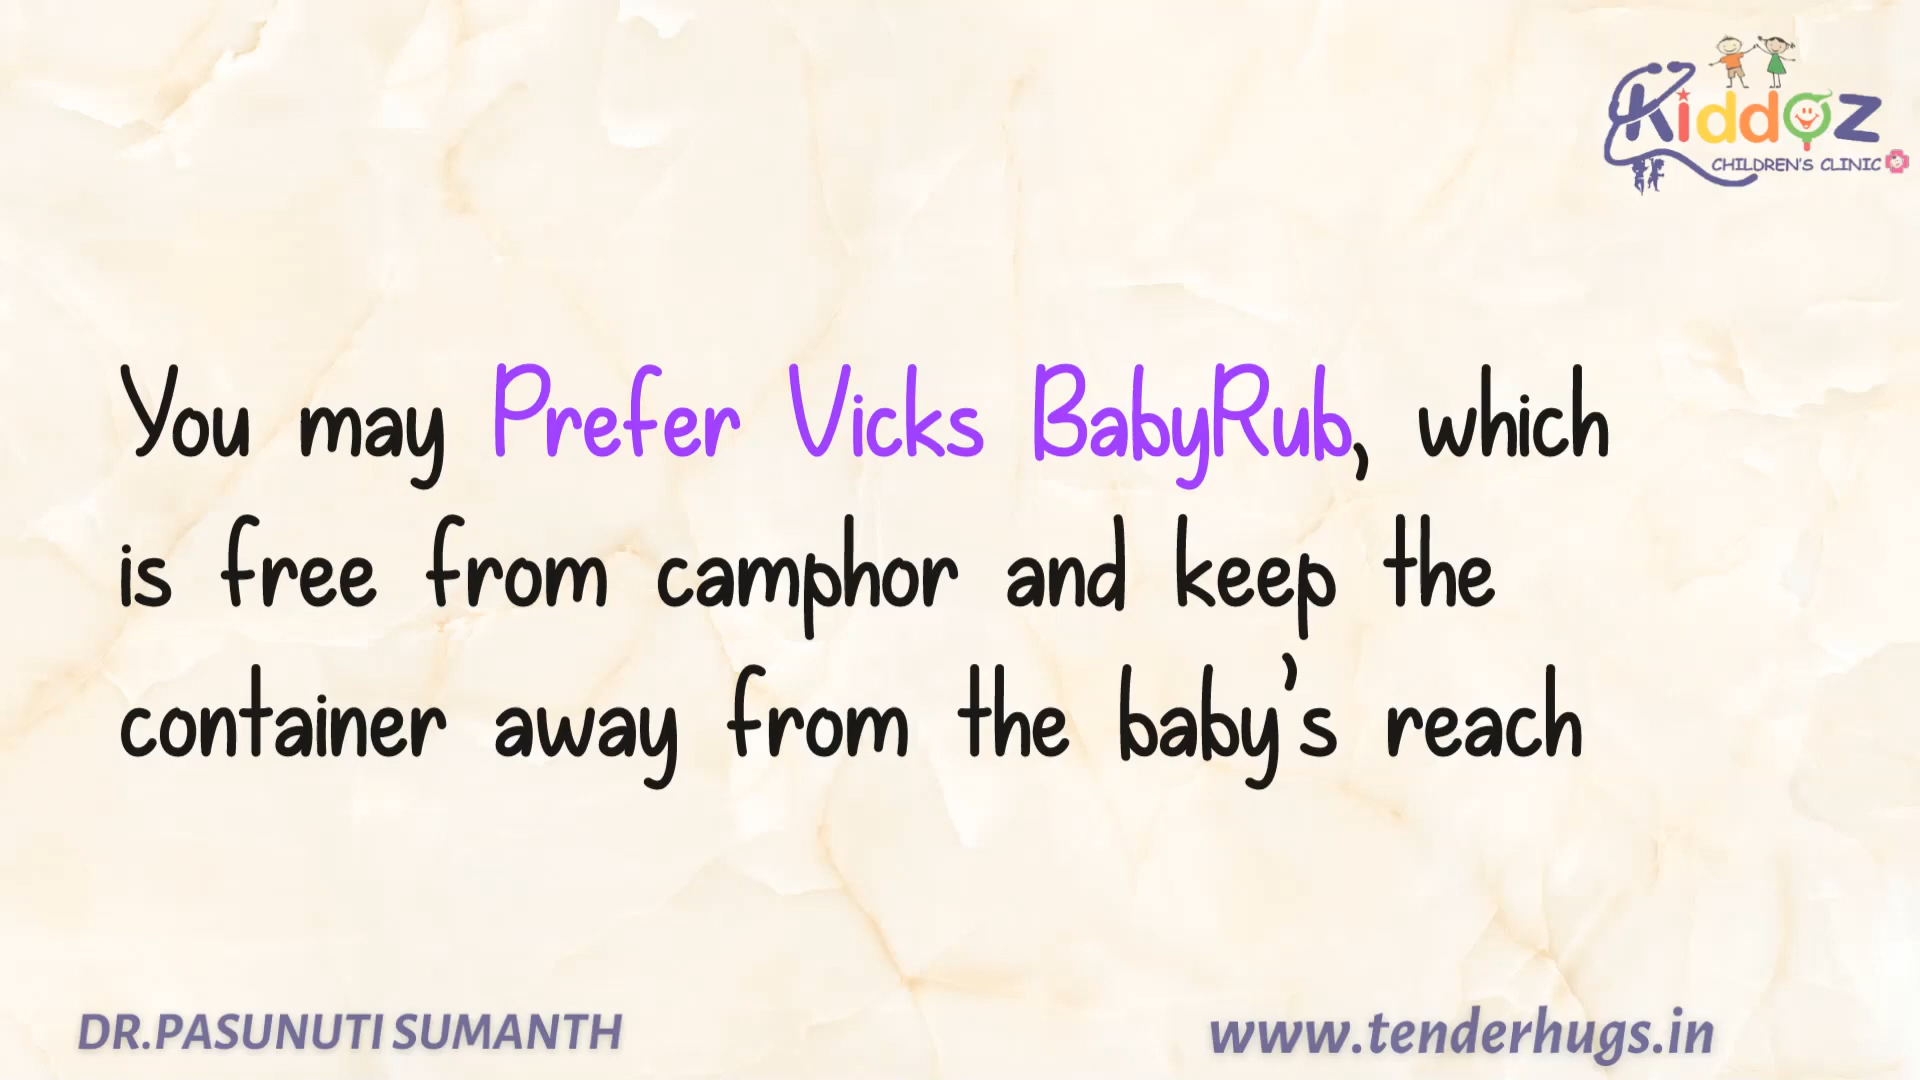 Kiddoz
CHILDREN'S CLINIC
You may Prefer Vicks BabyRub, which
is free from camphor and keep the
container away from the baby's reach
DR.PASUNUTI SUMANTH
www.tenderhugs.in